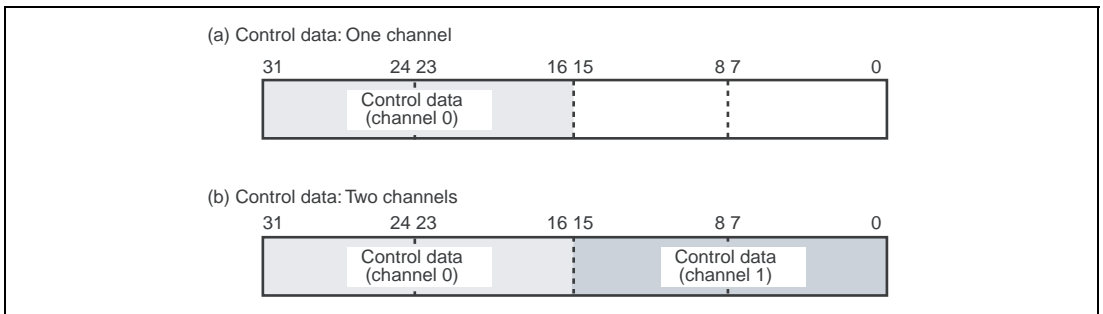 (a) Control data: One channel
31 24 23 16 15 8 7 0
Control data
(channel 0)
(b) Control data: Two channels
31 24 23 16 15 8 7 0
Control data Control data
(channel 0) (channel 1)